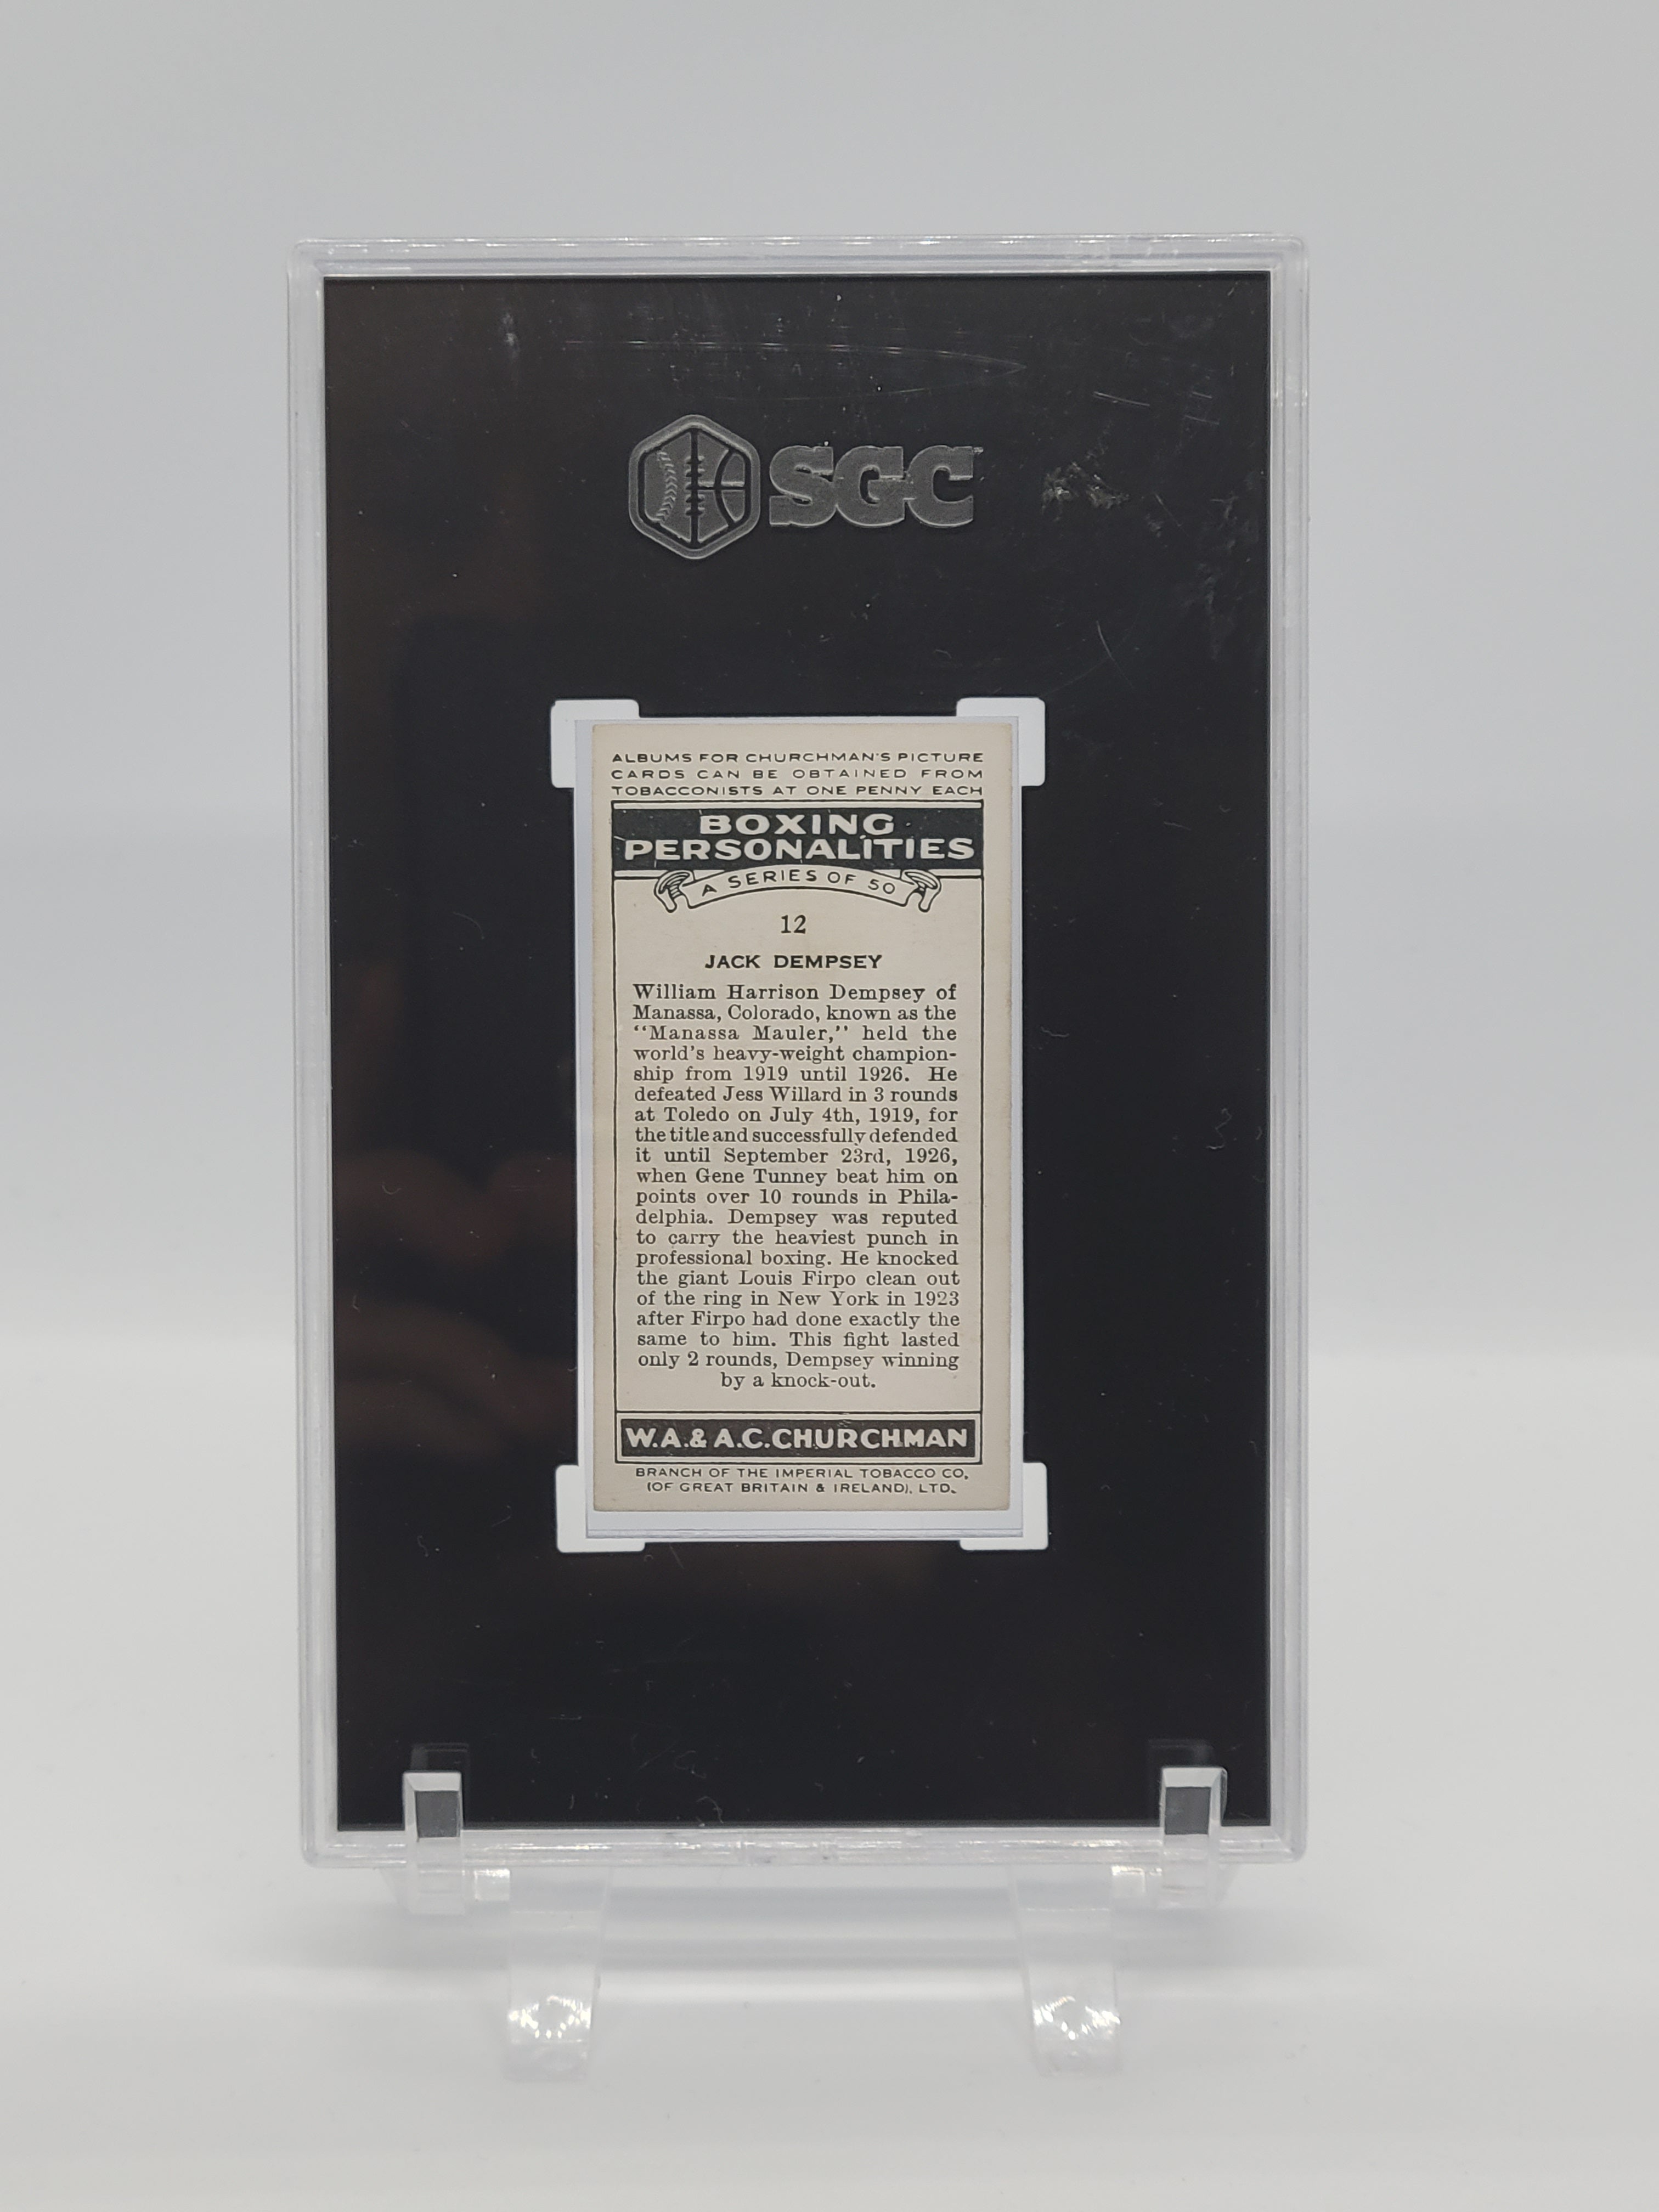 SGC
ALBUMS FOR CHURCHMAN'S PICTURE
CARDS CAN BE OBTAINED FROM
TOBACCONISTS AT ONE PENNY EACH
BOXING
PERSONALITIES
A SERIES OF 50
12
JACK DEMPSEY
William Harrison Dempsey of
Manassa, Colorado, known as the
"Manassa Mauler," held the
world's heavy-weight champion-
ship from 1919 until 1926. He
defeated Jess Willard in 3 rounds
at Toledo on July 4th, 1919, for
the title and successfully defended
it until September 23rd, 1926,
when Gene Tunney beat him on
points over 10 rounds in Phila-
delphia. Dempsey was reputed
to carry the heaviest punch in
professional boxing. He knocked
the giant Louis Firpo clean out
of the ring in New York in 1923
after Firpo had done exactly the
same to him. This fight lasted
only 2 rounds, Dempsey winning
by a knock-out.
W.A.& A.C.CHURCHMAN
BRANCH OF THE IMPERIAL TOBACCO CO.
(OF GREAT BRITAIN & IRELAND), LTD.